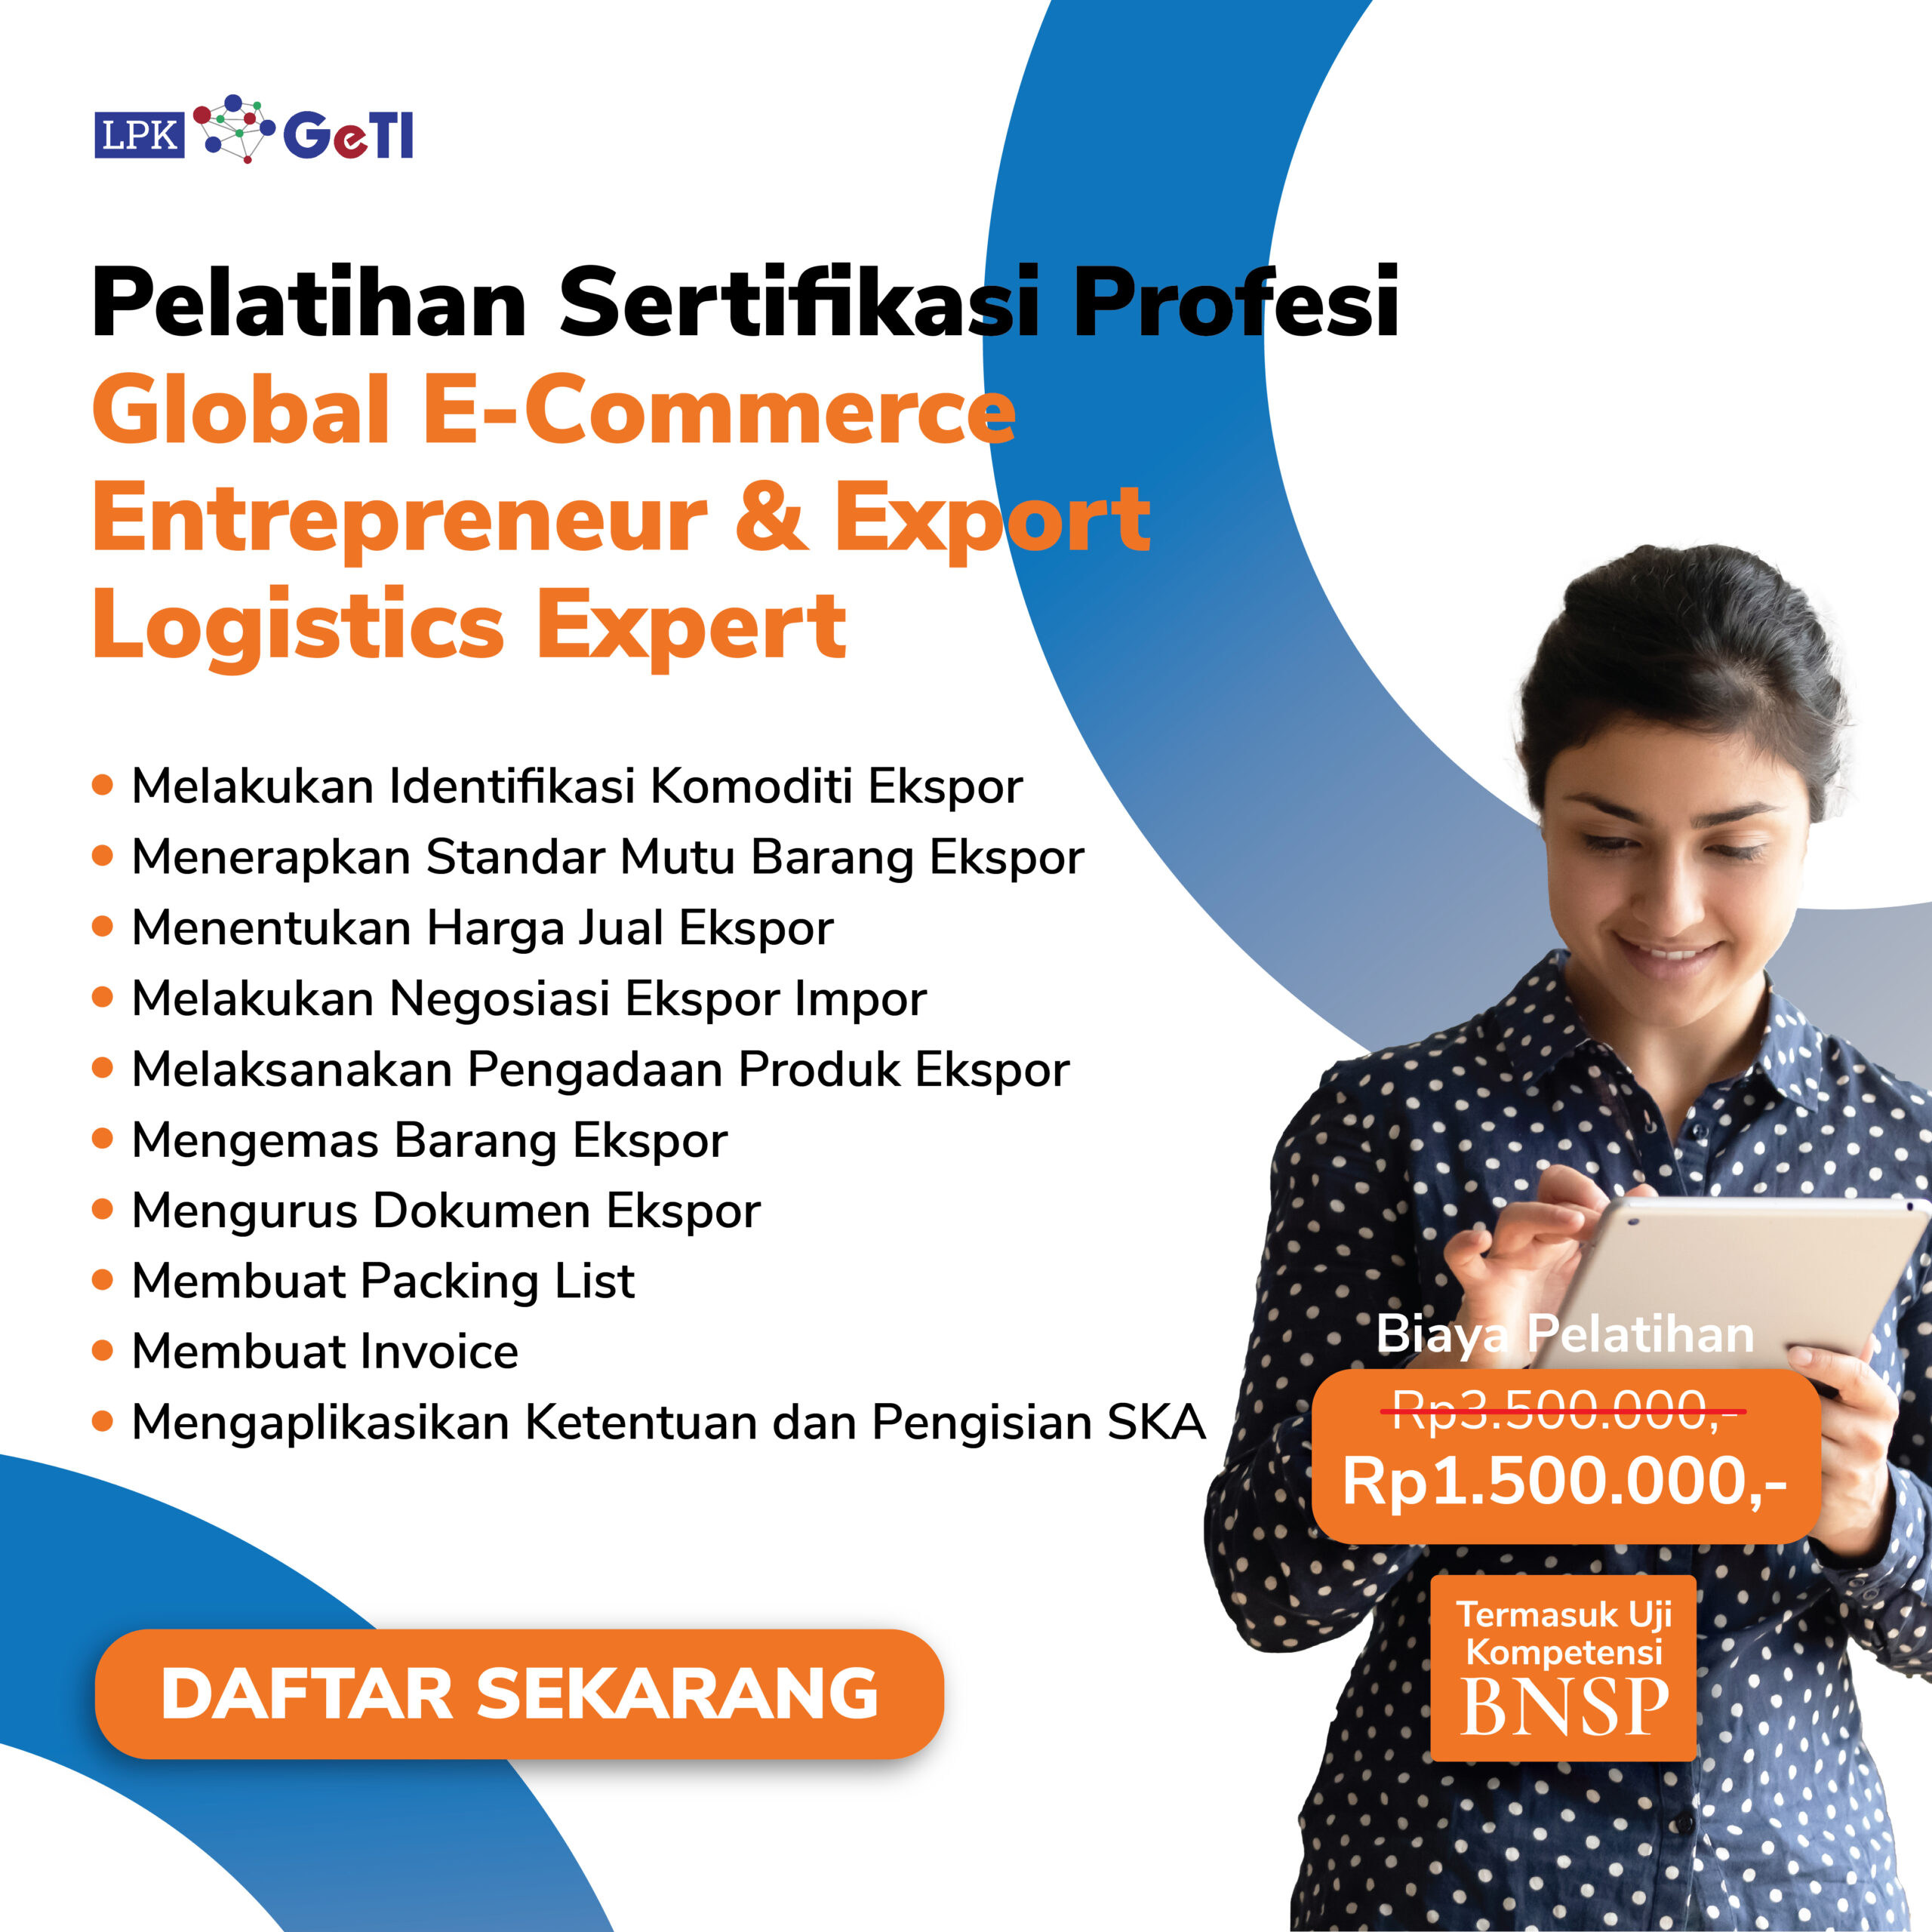 LPK GeTI
Pelatihan Sertifikasi Profesi
Global E-Commerce
Entrepreneur & Export
Logistics Expert
Melakukan Identifikasi Komoditi Ekspor
Menerapkan Standar Mutu Barang Ekspor
Menentukan Harga Jual Ekspor
Melakukan Negosiasi Ekspor Impor
Melaksanakan Pengadaan Produk Ekspor
Mengemas Barang Ekspor
Mengurus Dokumen Ekspor
Membuat Packing List
Membuat Invoice
Mengaplikasikan Ketentuan dan Pengisian SKA
Biaya Pelatihan
Rp3.500.000,-
Rp1.500.000,-
Termasuk Uji
Kompetensi
BNSP
DAFTAR SEKARANG